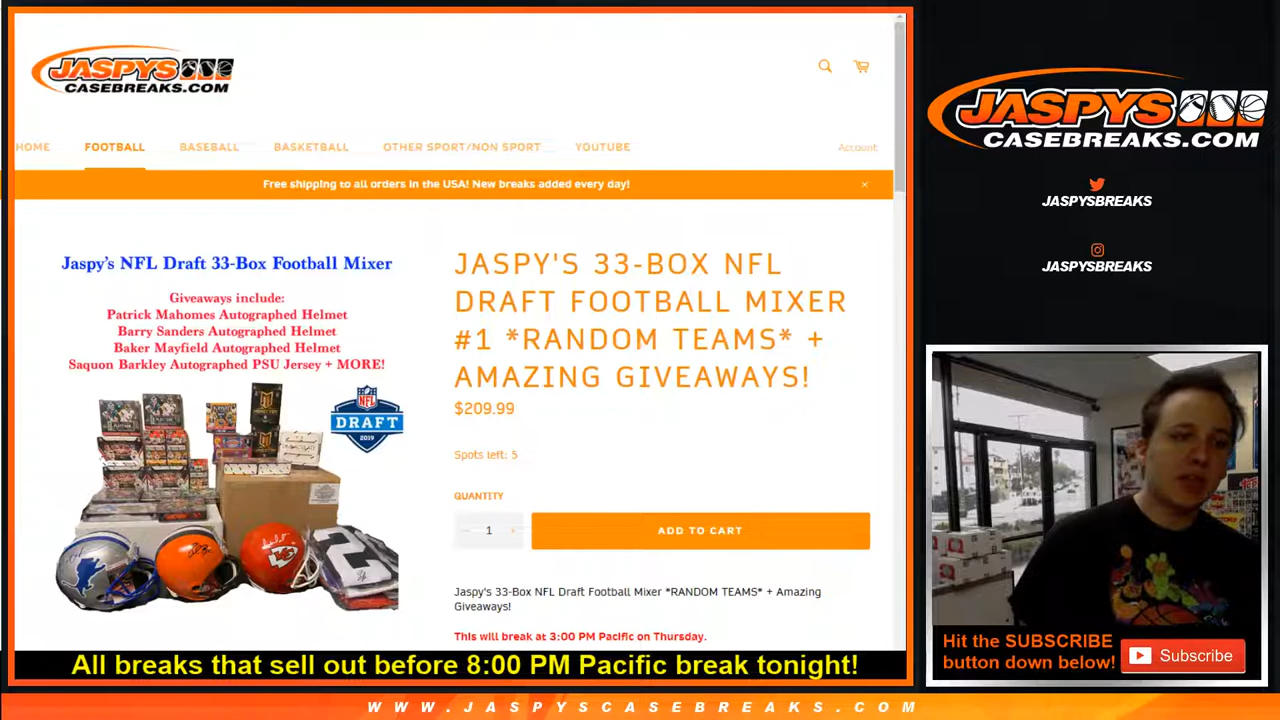 JASPYS
CASEBREAKS.COM
HOME FOOTBALL BASEBALL BASKETBALL OTHER SPORT/NON SPORT YOUTUBE Account
Free shipping to all orders in the USA! New breaks added every day! ×
Jaspy's NFL Draft 33-Box Football Mixer
Giveaways include:
Patrick Mahomes Autographed Helmet
Barry Sanders Autographed Helmet
Baker Mayfield Autographed Helmet
Saquon Barkley Autographed PSU Jersey + MORE!
NFL
DRAFT
2019
JASPY'S 33-BOX NFL
DRAFT FOOTBALL MIXER
#1 *RANDOM TEAMS* +
AMAZING GIVEAWAYS!
$209.99
Spots left: 5
QUANTITY
1
ADD TO CART
Jaspy's 33-Box NFL Draft Football Mixer *RANDOM TEAMS* + Amazing
Giveaways!
This will break at 3:00 PM Pacific on Thursday.
All breaks that sell out before 8:00 PM Pacific break tonight!
JASPYS
CASEBREAKS.COM
JASPYSBREAKS
JASPYSBREAKS
Hit the SUBSCRIBE
button down below!
Subscribe
WWW.JASPYSCASEBREAKS.COM